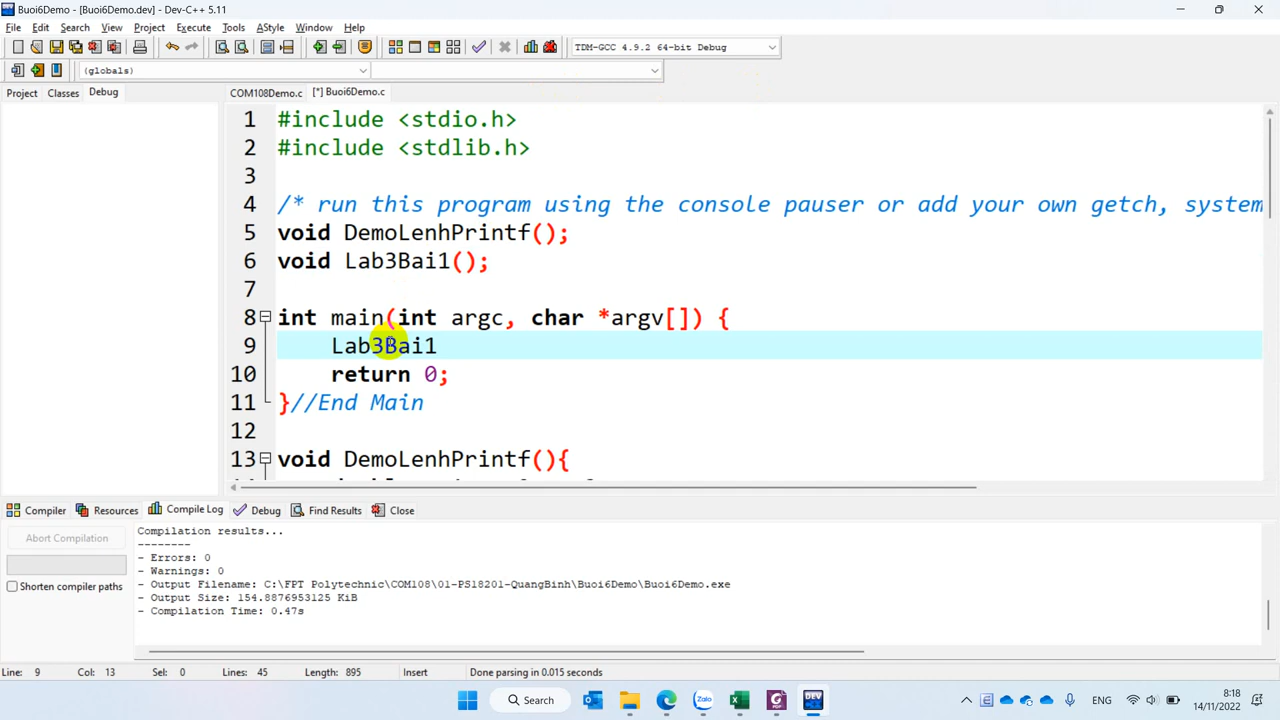 Buoi6Demo - [Buoi6Demo.dev] - Dev-C++ 5.11
File Edit Search View Project Execute Tools AStyle Window Help
TDM-GCC 4.9.2 64-bit Debug
(globals)
Project Classes Debug
COM108Demo.c [*] Buoi6Demo.c
1 #include <stdio.h>
2 #include <stdlib.h>
3
4 /* run this program using the console pauser or add your own getch, system
5 void DemoLenhPrintf();
6 void Lab3Bai1();
7
8 int main(int argc, char *argv[]) {
9 Lab3Bai1
10 return 0;
11 }//End Main
12
13 void DemoLenhPrintf(){
Compiler Resources Compile Log Debug Find Results Close
Abort Compilation
Shorten compiler paths
Compilation results...
--------
- Errors: 0
- Warnings: 0
- Output Filename: C:\FPT Polytechnic\COM108\01-PS18201-QuangBinh\Buoi6Demo\Buoi6Demo.exe
- Output Size: 154.8876953125 KiB
- Compilation Time: 0.47s
Line: 9 Col: 13 Sel: 0 Lines: 45 Length: 895 Insert Done parsing in 0.015 seconds
Search
Zalo
DEV
ENG
8:18
14/11/2022